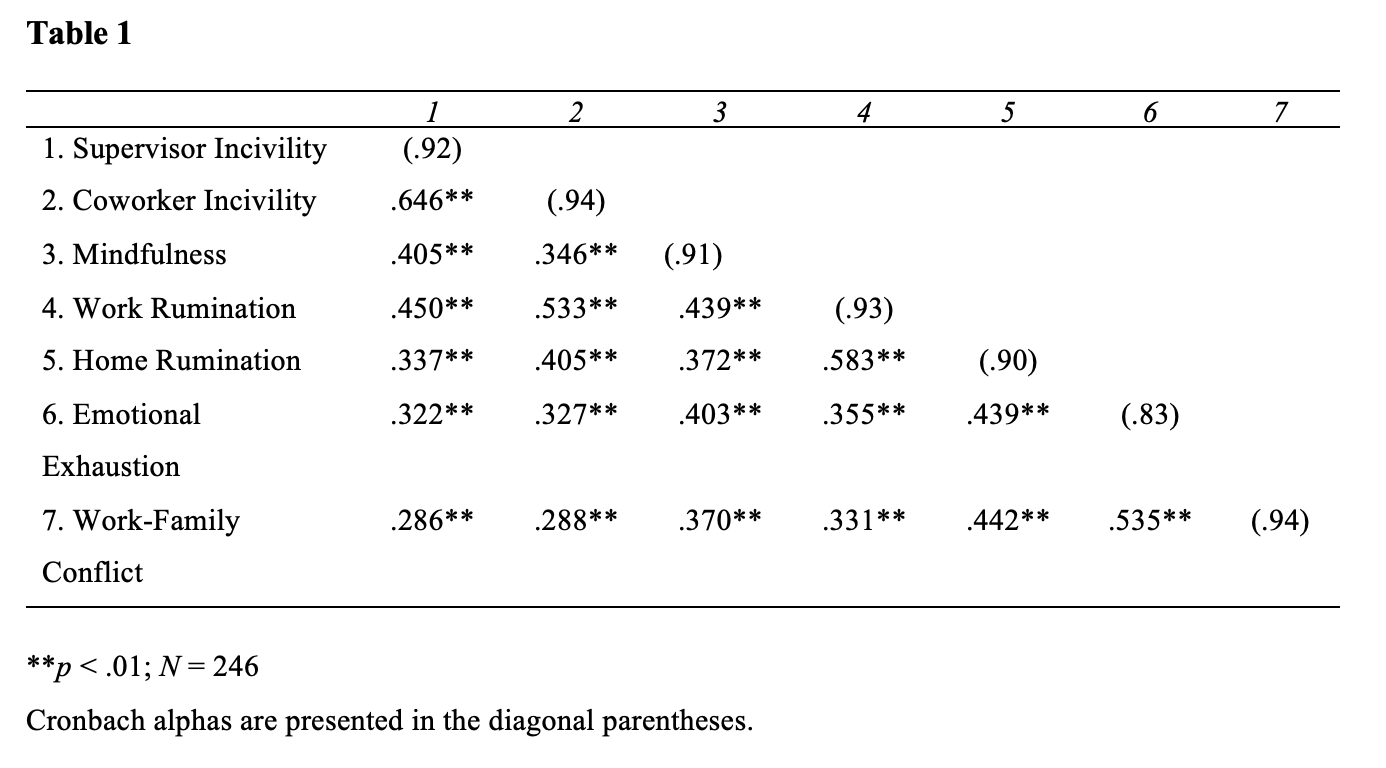 Table 1
1 2 3 4 5 6 7
1. Supervisor Incivility (.92)
2. Coworker Incivility .646** (.94)
3. Mindfulness .405** .346** (.91)
4. Work Rumination .450** .533** .439** (.93)
5. Home Rumination .337** .405** .372** .583** (.90)
6. Emotional .322** .327** .403** .355** .439** (.83)
Exhaustion
7. Work-Family .286** .288** .370** .331** .442** .535** (.94)
Conflict
**p < .01; N = 246
Cronbach alphas are presented in the diagonal parentheses.